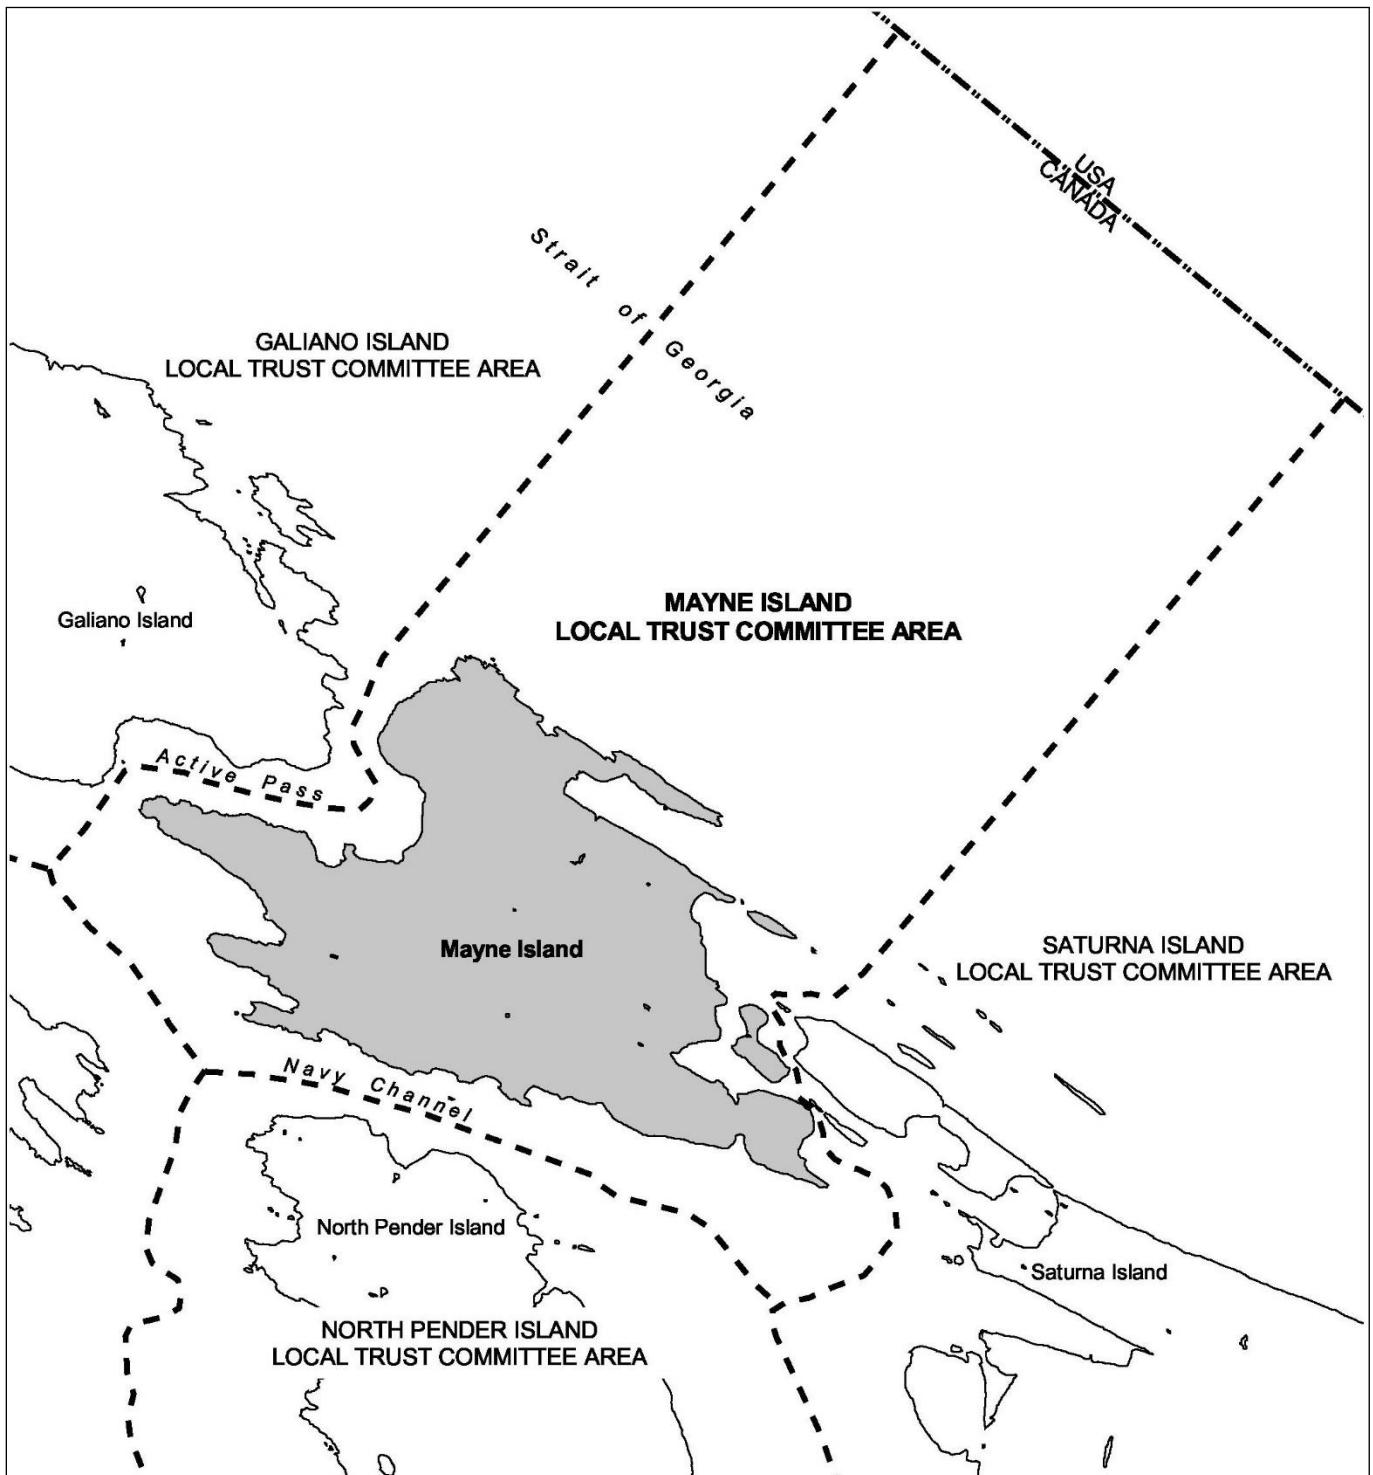 USA
CANADA
Strait of Georgia
GALIANO ISLAND
LOCAL TRUST COMMITTEE AREA
MAYNE ISLAND
LOCAL TRUST COMMITTEE AREA
Galiano Island
Active Pass
Mayne Island
SATURNA ISLAND
LOCAL TRUST COMMITTEE AREA
Navy Channel
North Pender Island
Saturna Island
NORTH PENDER ISLAND
LOCAL TRUST COMMITTEE AREA